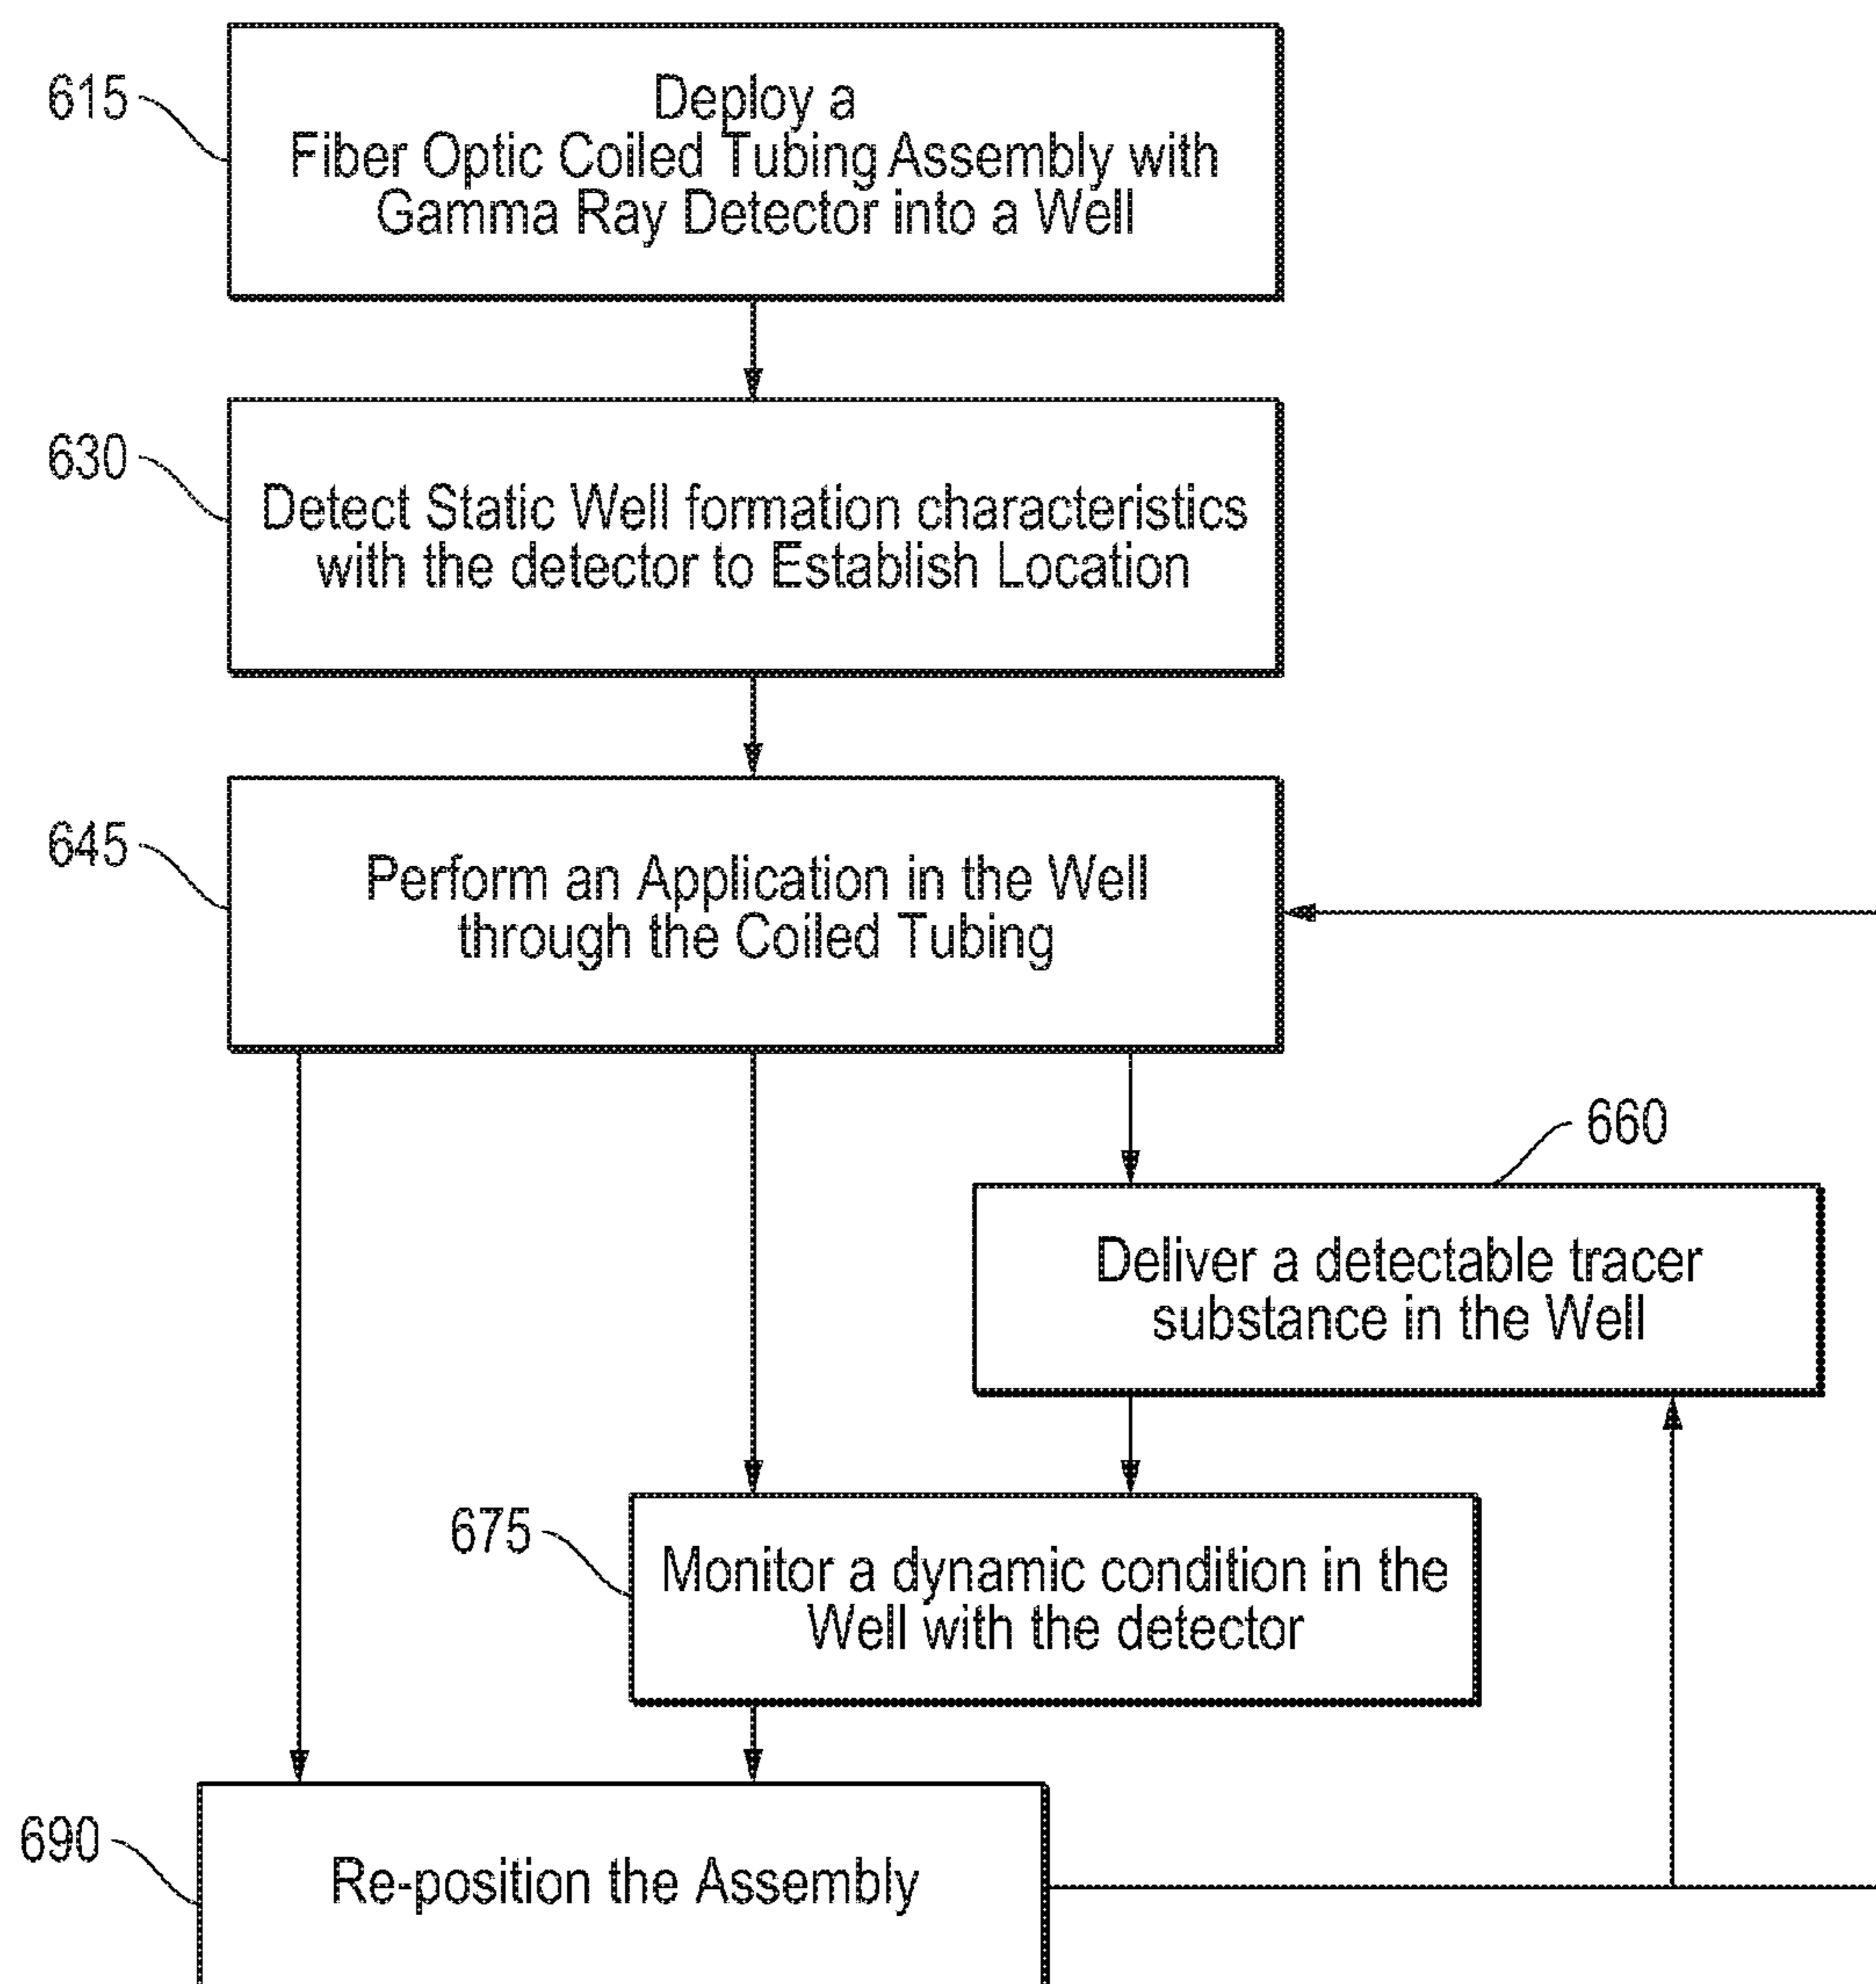 615
Deploy a
Fiber Optic Coiled Tubing Assembly with
Gamma Ray Detector into a Well
630
Detect Static Well formation characteristics
with the detector to Establish Location
645
Perform an Application in the Well
through the Coiled Tubing
660
Deliver a detectable tracer
substance in the Well
675
Monitor a dynamic condition in the
Well with the detector
690
Re-position the Assembly